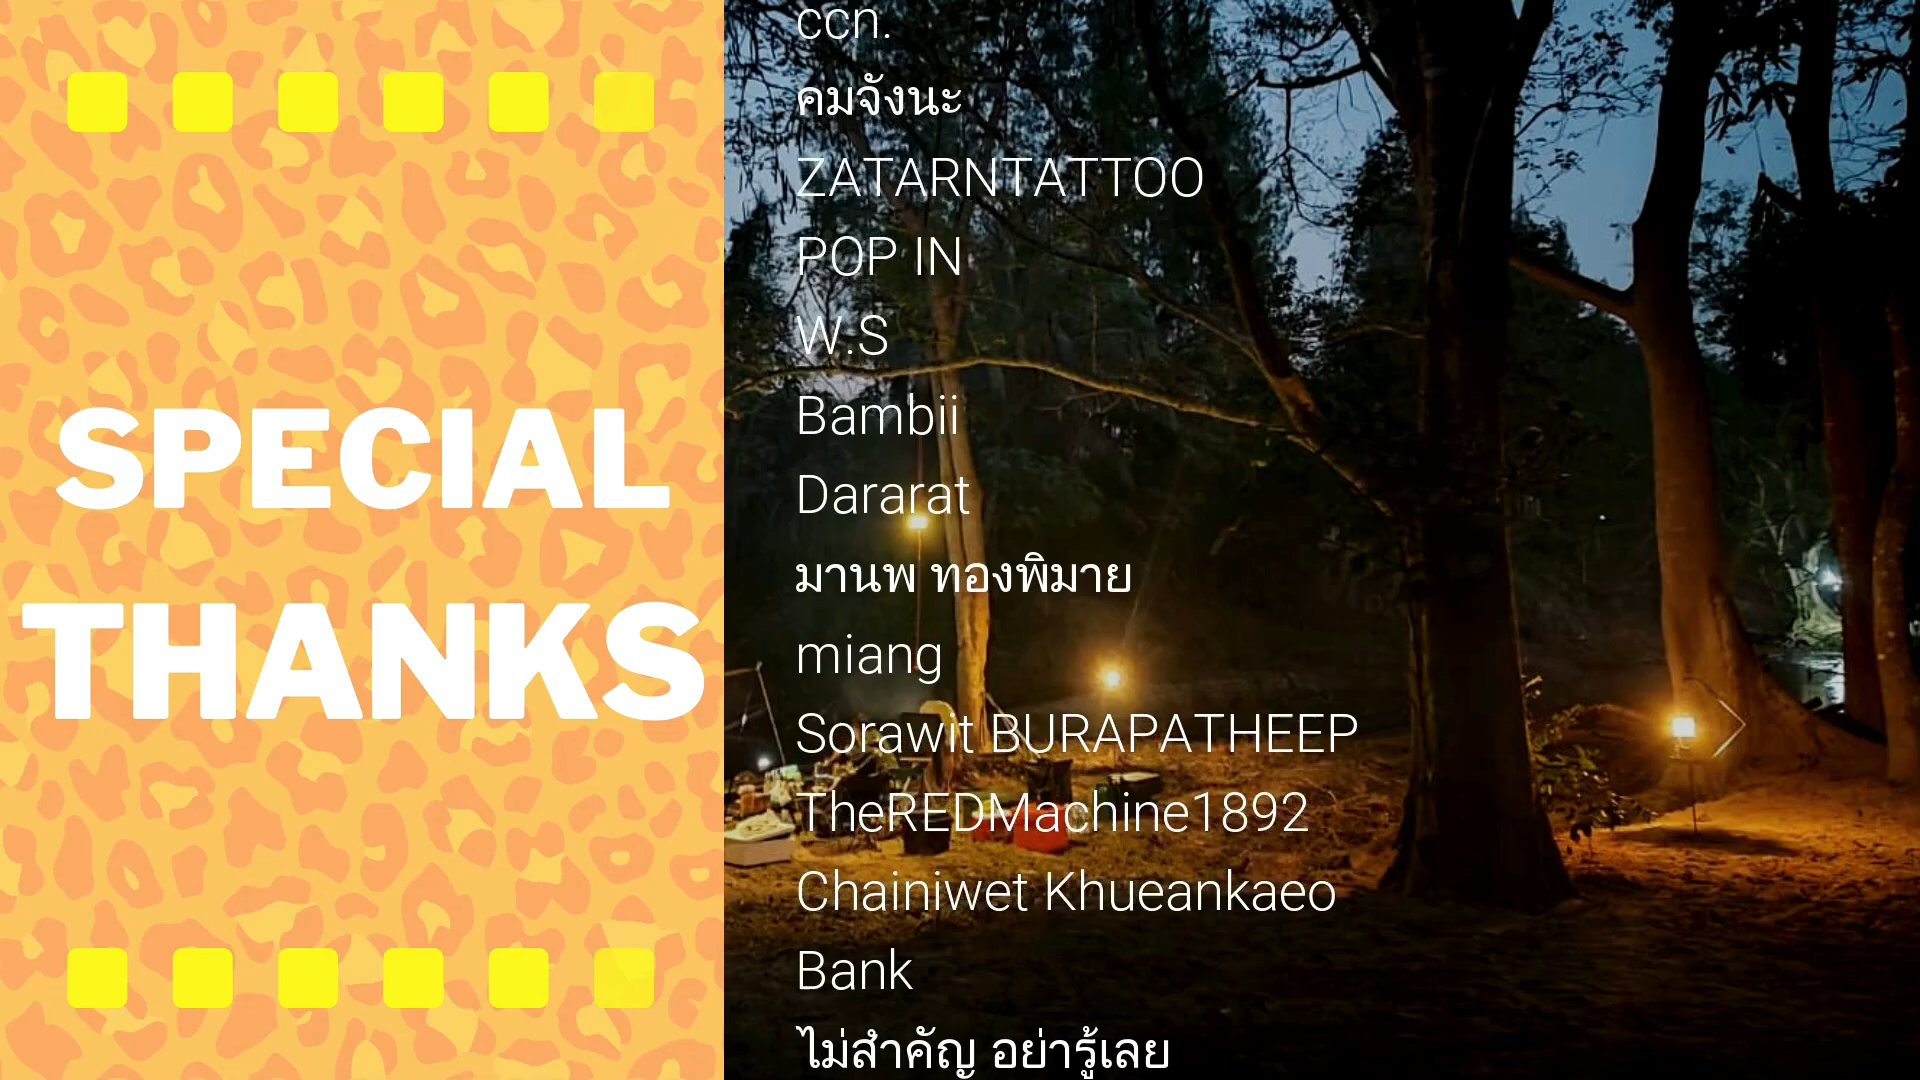 SPECIAL
THANKS
ccn.
คมจังนะ
ZATARNTATTOO
POP IN
W.S
Bambii
Dararat
มานพ ทองพิมาย
miang
Sorawit BURAPATHEEP
TheREDMachine1892
Chainiwet Khueankaeo
Bank
ไม่สำคัญ อย่ารู้เลย